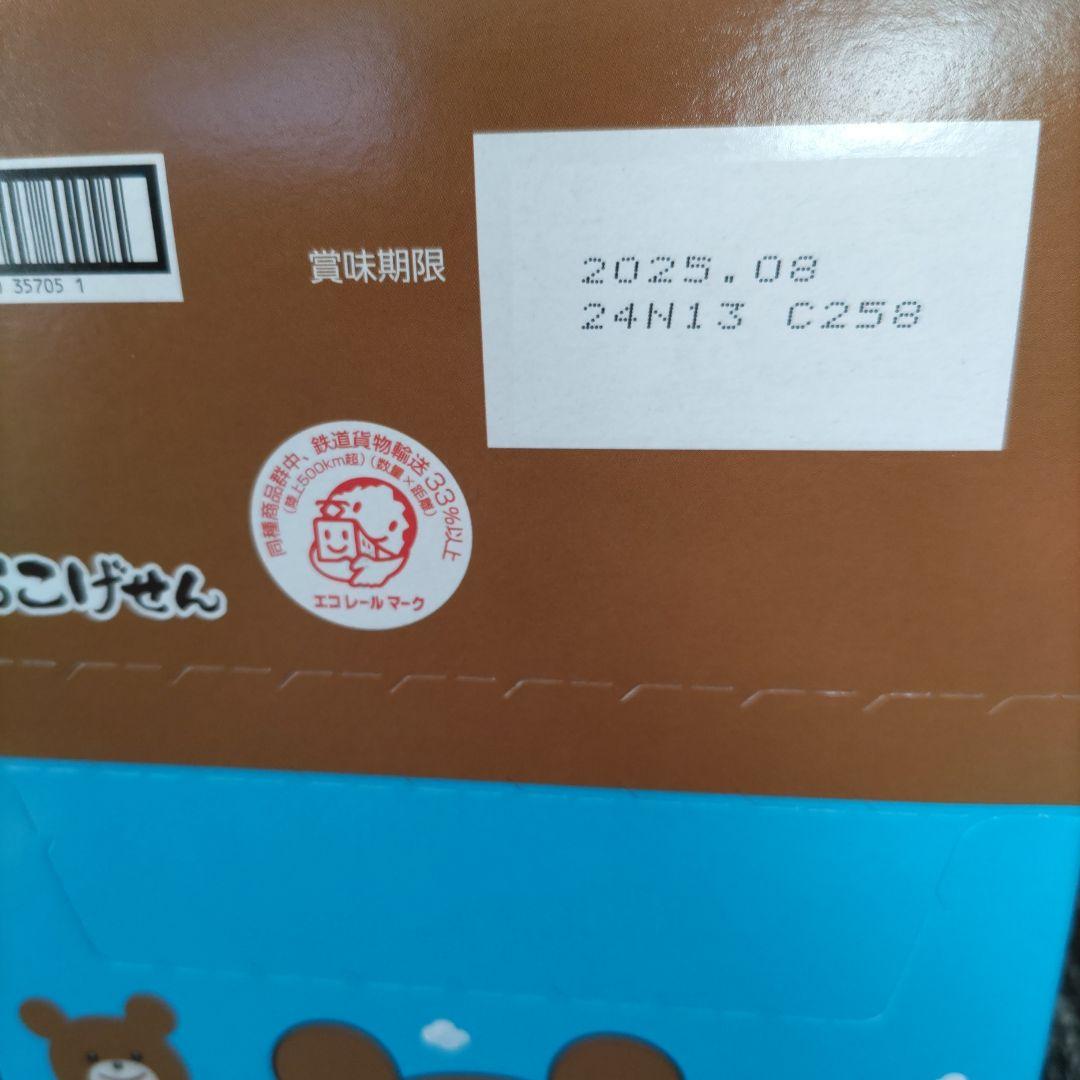 賞味期限
2025.08
24N13 C258
35705 1
同種商品群中、鉄道貨物輸送33%以上
(陸上500km超)(数量×距離)
エコレールマーク
こげせん